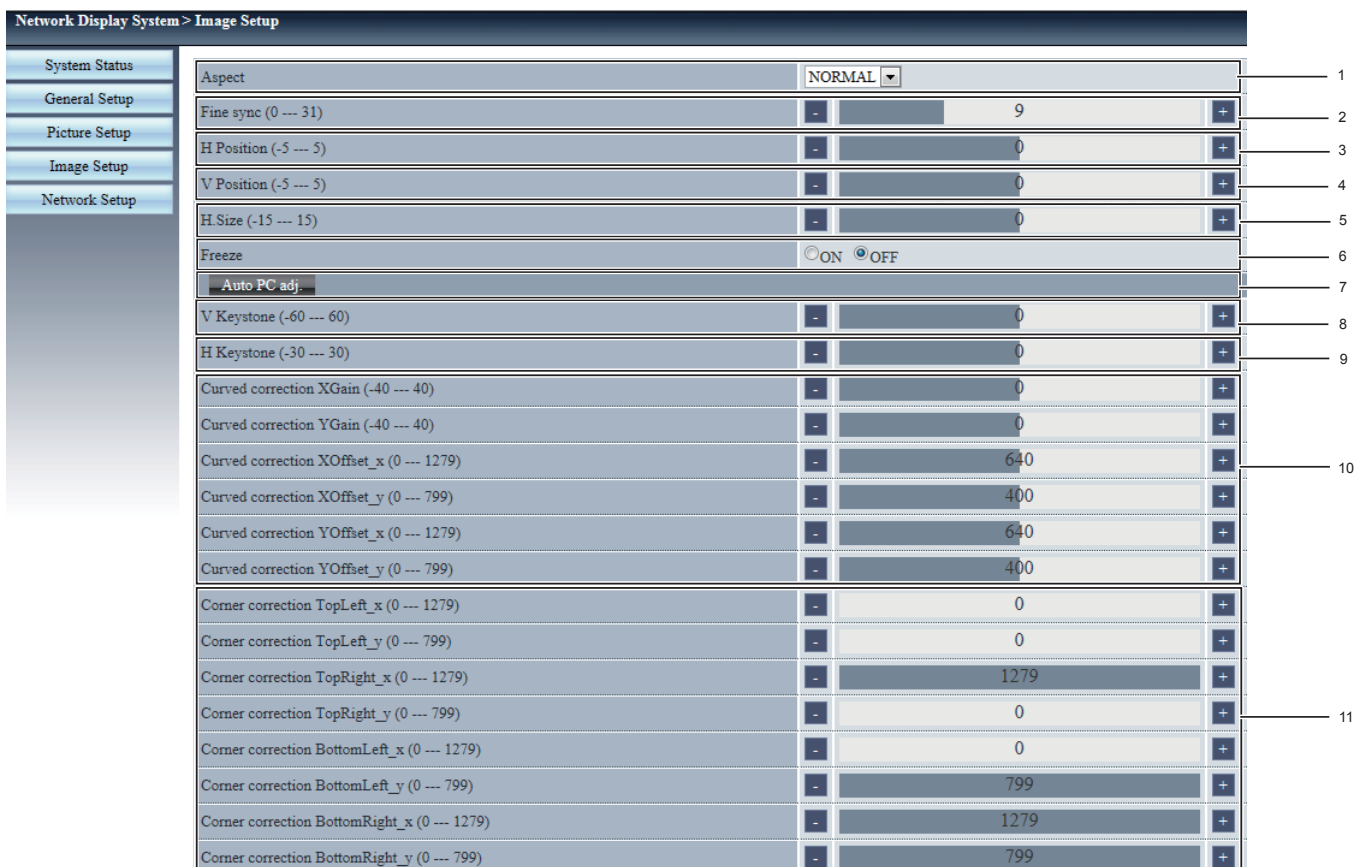 Network Display System > Image Setup
System Status
General Setup
Picture Setup
Image Setup
Network Setup
Aspect NORMAL 1
Fine sync (0 --- 31) - 9 + 2
H Position (-5 --- 5) - 0 + 3
V Position (-5 --- 5) - 0 + 4
H.Size (-15 --- 15) - 0 + 5
Freeze ON OFF 6
Auto PC adj. 7
V Keystone (-60 --- 60) - 0 + 8
H Keystone (-30 --- 30) - 0 + 9
Curved correction XGain (-40 --- 40) - 0 +
Curved correction YGain (-40 --- 40) - 0 +
Curved correction XOffset_x (0 --- 1279) - 640 + 10
Curved correction XOffset_y (0 --- 799) - 400 +
Curved correction YOffset_x (0 --- 1279) - 640 +
Curved correction YOffset_y (0 --- 799) - 400 +
Corner correction TopLeft_x (0 --- 1279) - 0 +
Corner correction TopLeft_y (0 --- 799) - 0 +
Corner correction TopRight_x (0 --- 1279) - 1279 +
Corner correction TopRight_y (0 --- 799) - 0 + 11
Corner correction BottomLeft_x (0 --- 1279) - 0 +
Corner correction BottomLeft_y (0 --- 799) - 799 +
Corner correction BottomRight_x (0 --- 1279) - 1279 +
Corner correction BottomRight_y (0 --- 799) - 799 +